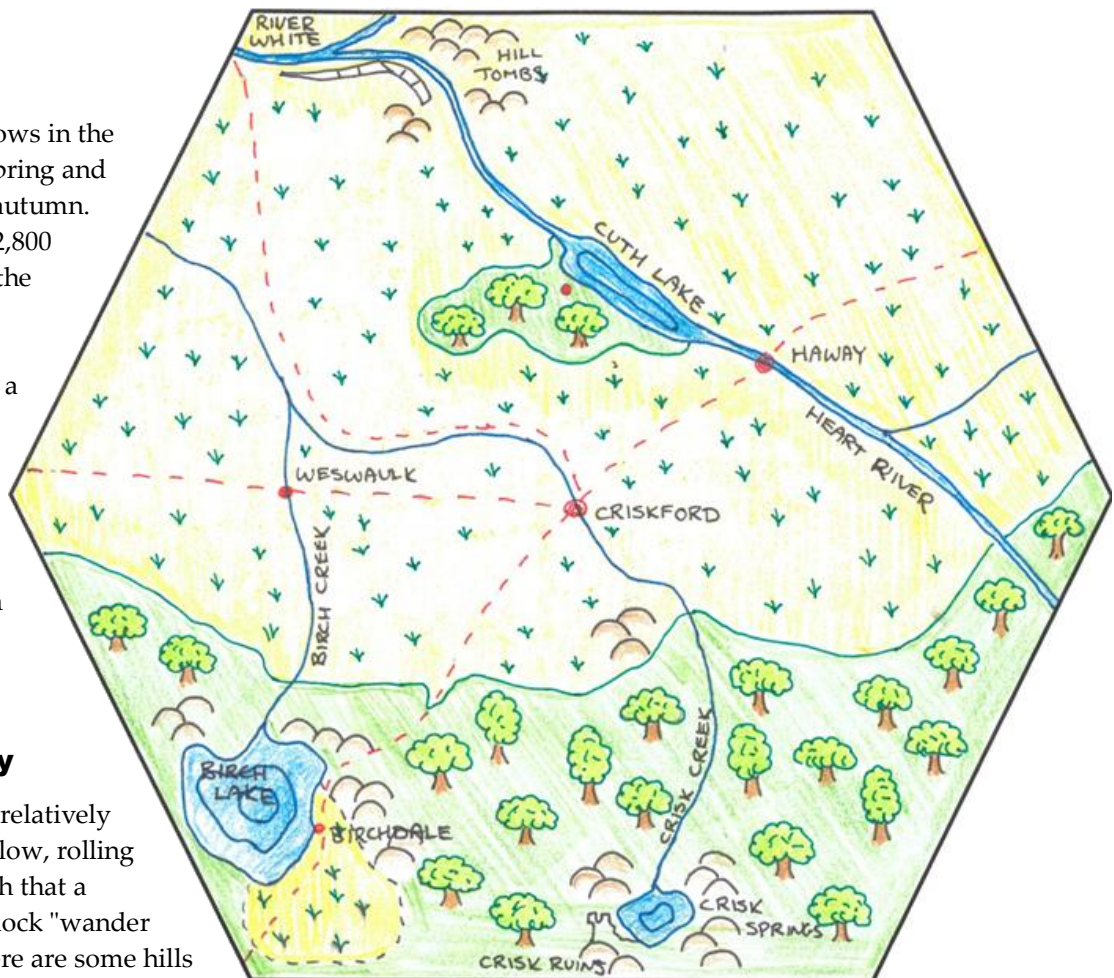 ows in the
pring and
autumn.
2,800
the
a
y
relatively
low, rolling
h that a
lock "wander
ere are some hills
RIVER
WHITE
HILL
TOMBS
CUTH LAKE
HAWAY
HEART RIVER
WESWAULK
CRISKFORD
BIRCH CREEK
CRISK CREEK
BIRCH
LAKE
BIRCHDALE
CRISK
SPRINGS
CRISK RUINS